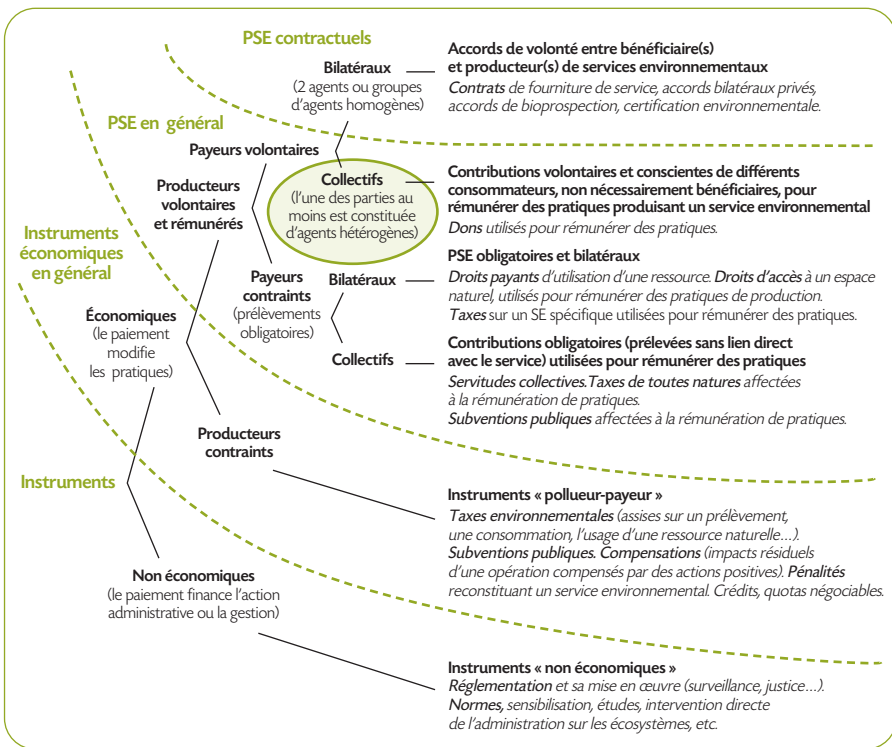 PSE contractuels
Bilatéraux
(2 agents ou groupes
d'agents homogènes)
Accords de volonté entre bénéficiaire(s)
et producteur(s) de services environnementaux
Contrats de fourniture de service, accords bilatéraux privés,
accords de bioprospection, certification environnementale.
PSE en général
Payeurs volontaires
Collectifs
(l'une des parties au
moins est constituée
d'agents hétérogènes)
Contributions volontaires et conscientes de différents
consommateurs, non nécessairement bénéficiaires, pour
rémunérer des pratiques produisant un service environnemental
Dons utilisés pour rémunérer des pratiques.
Producteurs
volontaires
et rémunérés
Instruments
économiques
en général
Payeurs
contraints
(prélèvements
obligatoires)
Bilatéraux
PSE obligatoires et bilatéraux
Droits payants d'utilisation d'une ressource. Droits d'accès à un espace
naturel, utilisés pour rémunérer des pratiques de production.
Taxes sur un SE spécifique utilisées pour rémunérer des pratiques.
Économiques
(le paiement
modifie
les pratiques)
Collectifs
Contributions obligatoires (prélevées sans lien direct
avec le service) utilisées pour rémunérer des pratiques
Servitudes collectives. Taxes de toutes natures affectées
à la rémunération de pratiques.
Subventions publiques affectées à la rémunération de pratiques.
Producteurs
contraints
Instruments
Instruments « pollueur-payeur »
Taxes environnementales (assises sur un prélèvement,
une consommation, l'usage d'une ressource naturelle...).
Subventions publiques. Compensations (impacts résiduels
d'une opération compensés par des actions positives). Pénalités
reconstituant un service environnemental. Crédits, quotas négociables.
Non économiques
(le paiement finance l'action
administrative ou la gestion)
Instruments « non économiques »
Réglementation et sa mise en œuvre (surveillance, justice...).
Normes, sensibilisation, études, intervention directe
de l'administration sur les écosystèmes, etc.